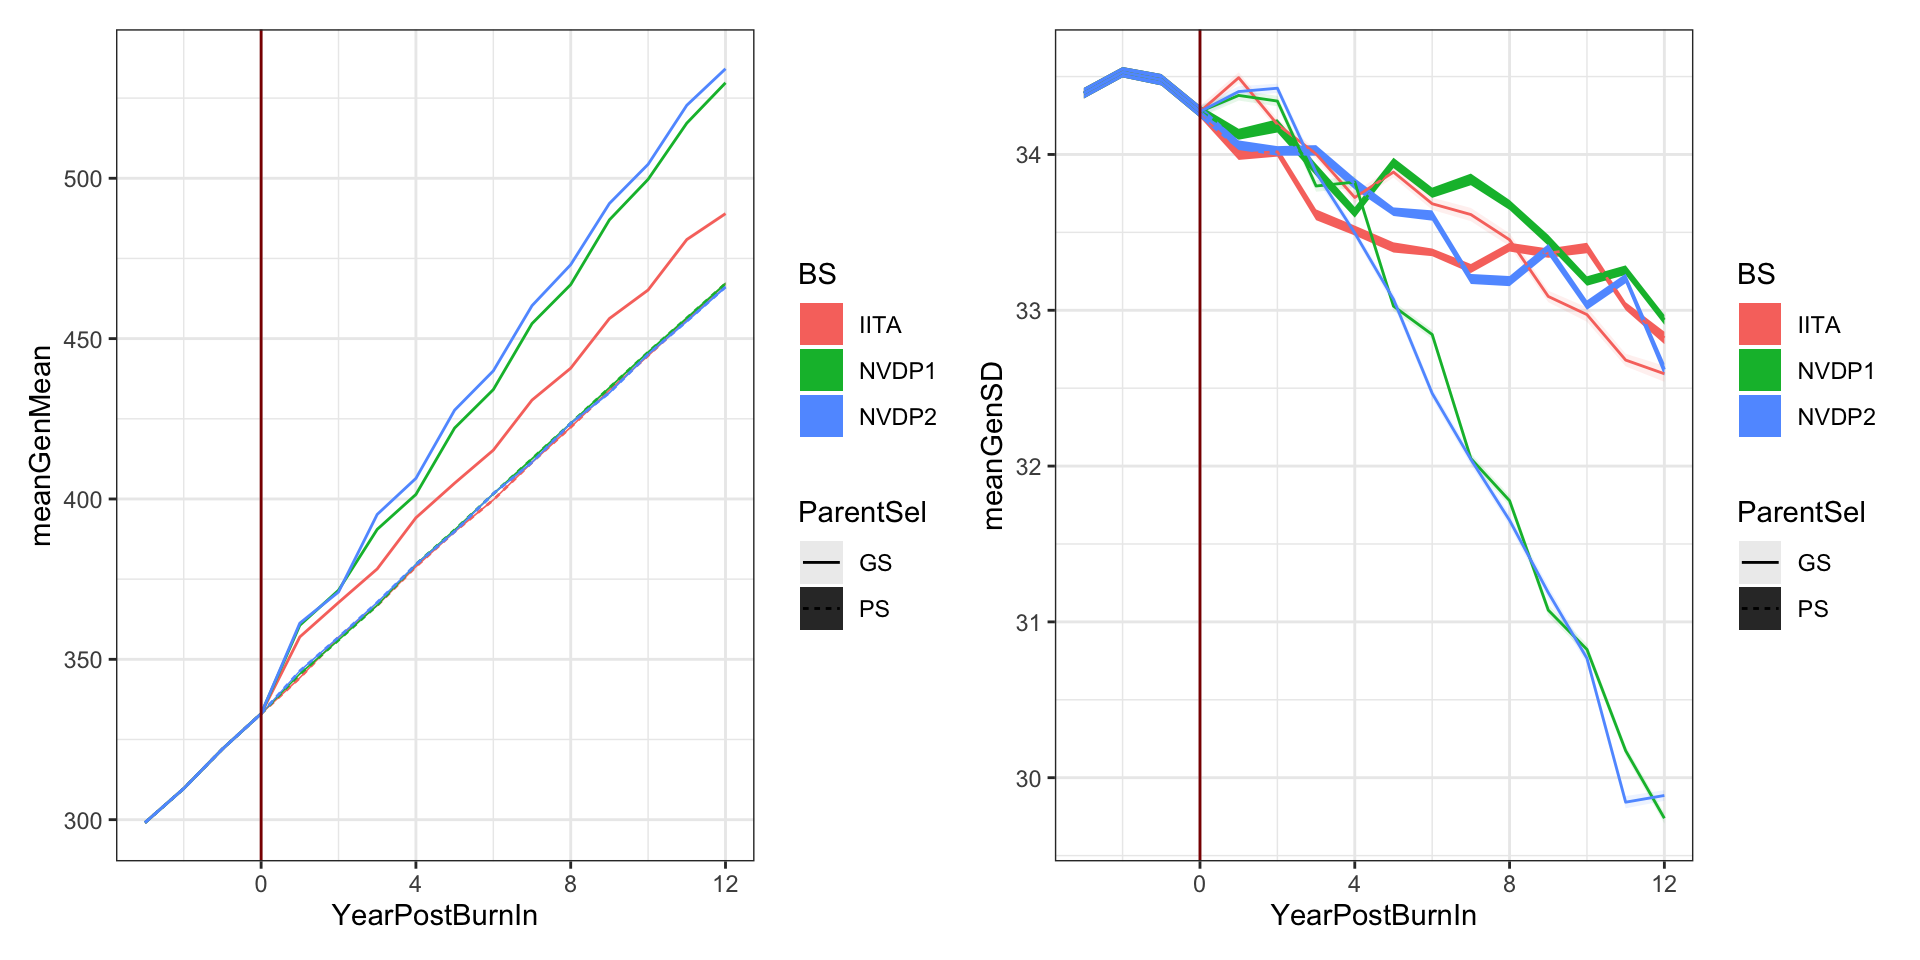 meanGenMean
500
450
400
350
300
0
4
8
12
YearPostBurnIn
BS
IITA
NVDP1
NVDP2
ParentSel
GS
PS
meanGenSD
34
33
32
31
30
0
4
8
12
YearPostBurnIn
BS
IITA
NVDP1
NVDP2
ParentSel
GS
PS